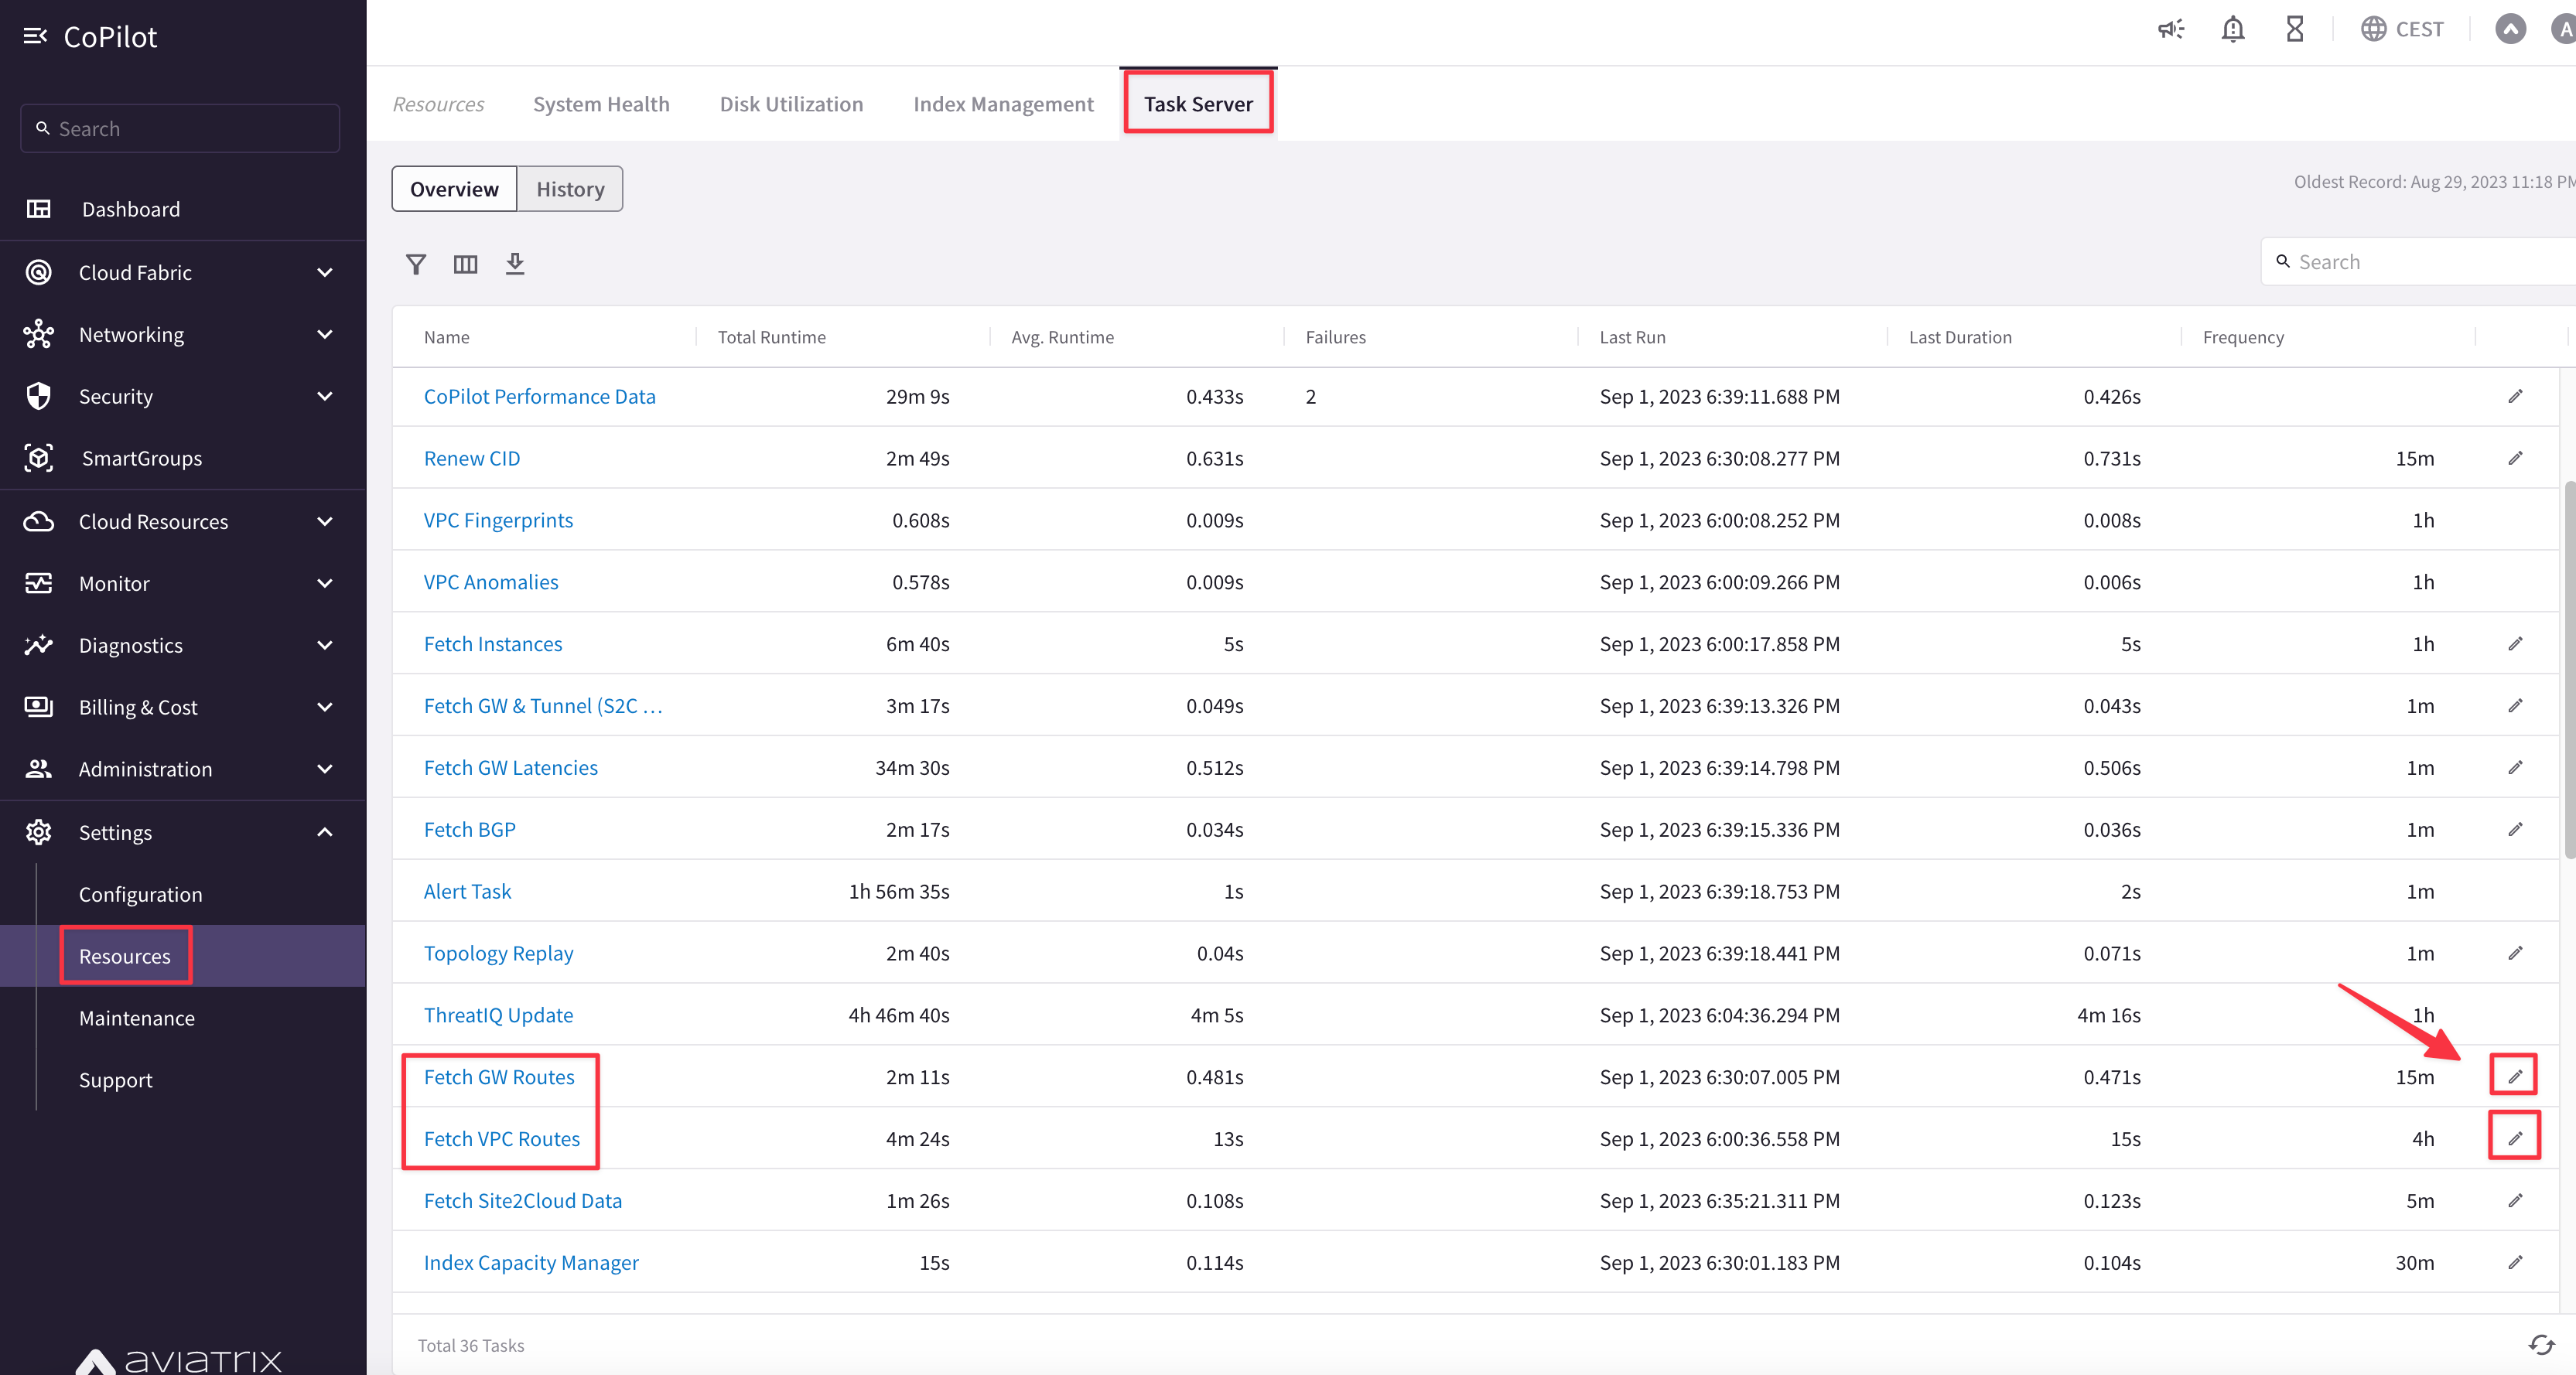 CoPilot
CEST
A
Search
Resources
System Health
Disk Utilization
Index Management
Task Server
Dashboard
Cloud Fabric
Networking
Security
SmartGroups
Cloud Resources
Monitor
Diagnostics
Billing & Cost
Administration
Settings
Configuration
Resources
Maintenance
Support
aviatrix
Overview
History
Oldest Record: Aug 29, 2023 11:18 PM
Search
Name Total Runtime Avg. Runtime Failures Last Run Last Duration Frequency
CoPilot Performance Data 29m 9s 0.433s 2 Sep 1, 2023 6:39:11.688 PM 0.426s
Renew CID 2m 49s 0.631s Sep 1, 2023 6:30:08.277 PM 0.731s 15m
VPC Fingerprints 0.608s 0.009s Sep 1, 2023 6:00:08.252 PM 0.008s 1h
VPC Anomalies 0.578s 0.009s Sep 1, 2023 6:00:09.266 PM 0.006s 1h
Fetch Instances 6m 40s 5s Sep 1, 2023 6:00:17.858 PM 5s 1h
Fetch GW & Tunnel (S2C … 3m 17s 0.049s Sep 1, 2023 6:39:13.326 PM 0.043s 1m
Fetch GW Latencies 34m 30s 0.512s Sep 1, 2023 6:39:14.798 PM 0.506s 1m
Fetch BGP 2m 17s 0.034s Sep 1, 2023 6:39:15.336 PM 0.036s 1m
Alert Task 1h 56m 35s 1s Sep 1, 2023 6:39:18.753 PM 2s 1m
Topology Replay 2m 40s 0.04s Sep 1, 2023 6:39:18.441 PM 0.071s 1m
ThreatIQ Update 4h 46m 40s 4m 5s Sep 1, 2023 6:04:36.294 PM 4m 16s 1h
Fetch GW Routes 2m 11s 0.481s Sep 1, 2023 6:30:07.005 PM 0.471s 15m
Fetch VPC Routes 4m 24s 13s Sep 1, 2023 6:00:36.558 PM 15s 4h
Fetch Site2Cloud Data 1m 26s 0.108s Sep 1, 2023 6:35:21.311 PM 0.123s 5m
Index Capacity Manager 15s 0.114s Sep 1, 2023 6:30:01.183 PM 0.104s 30m
Total 36 Tasks